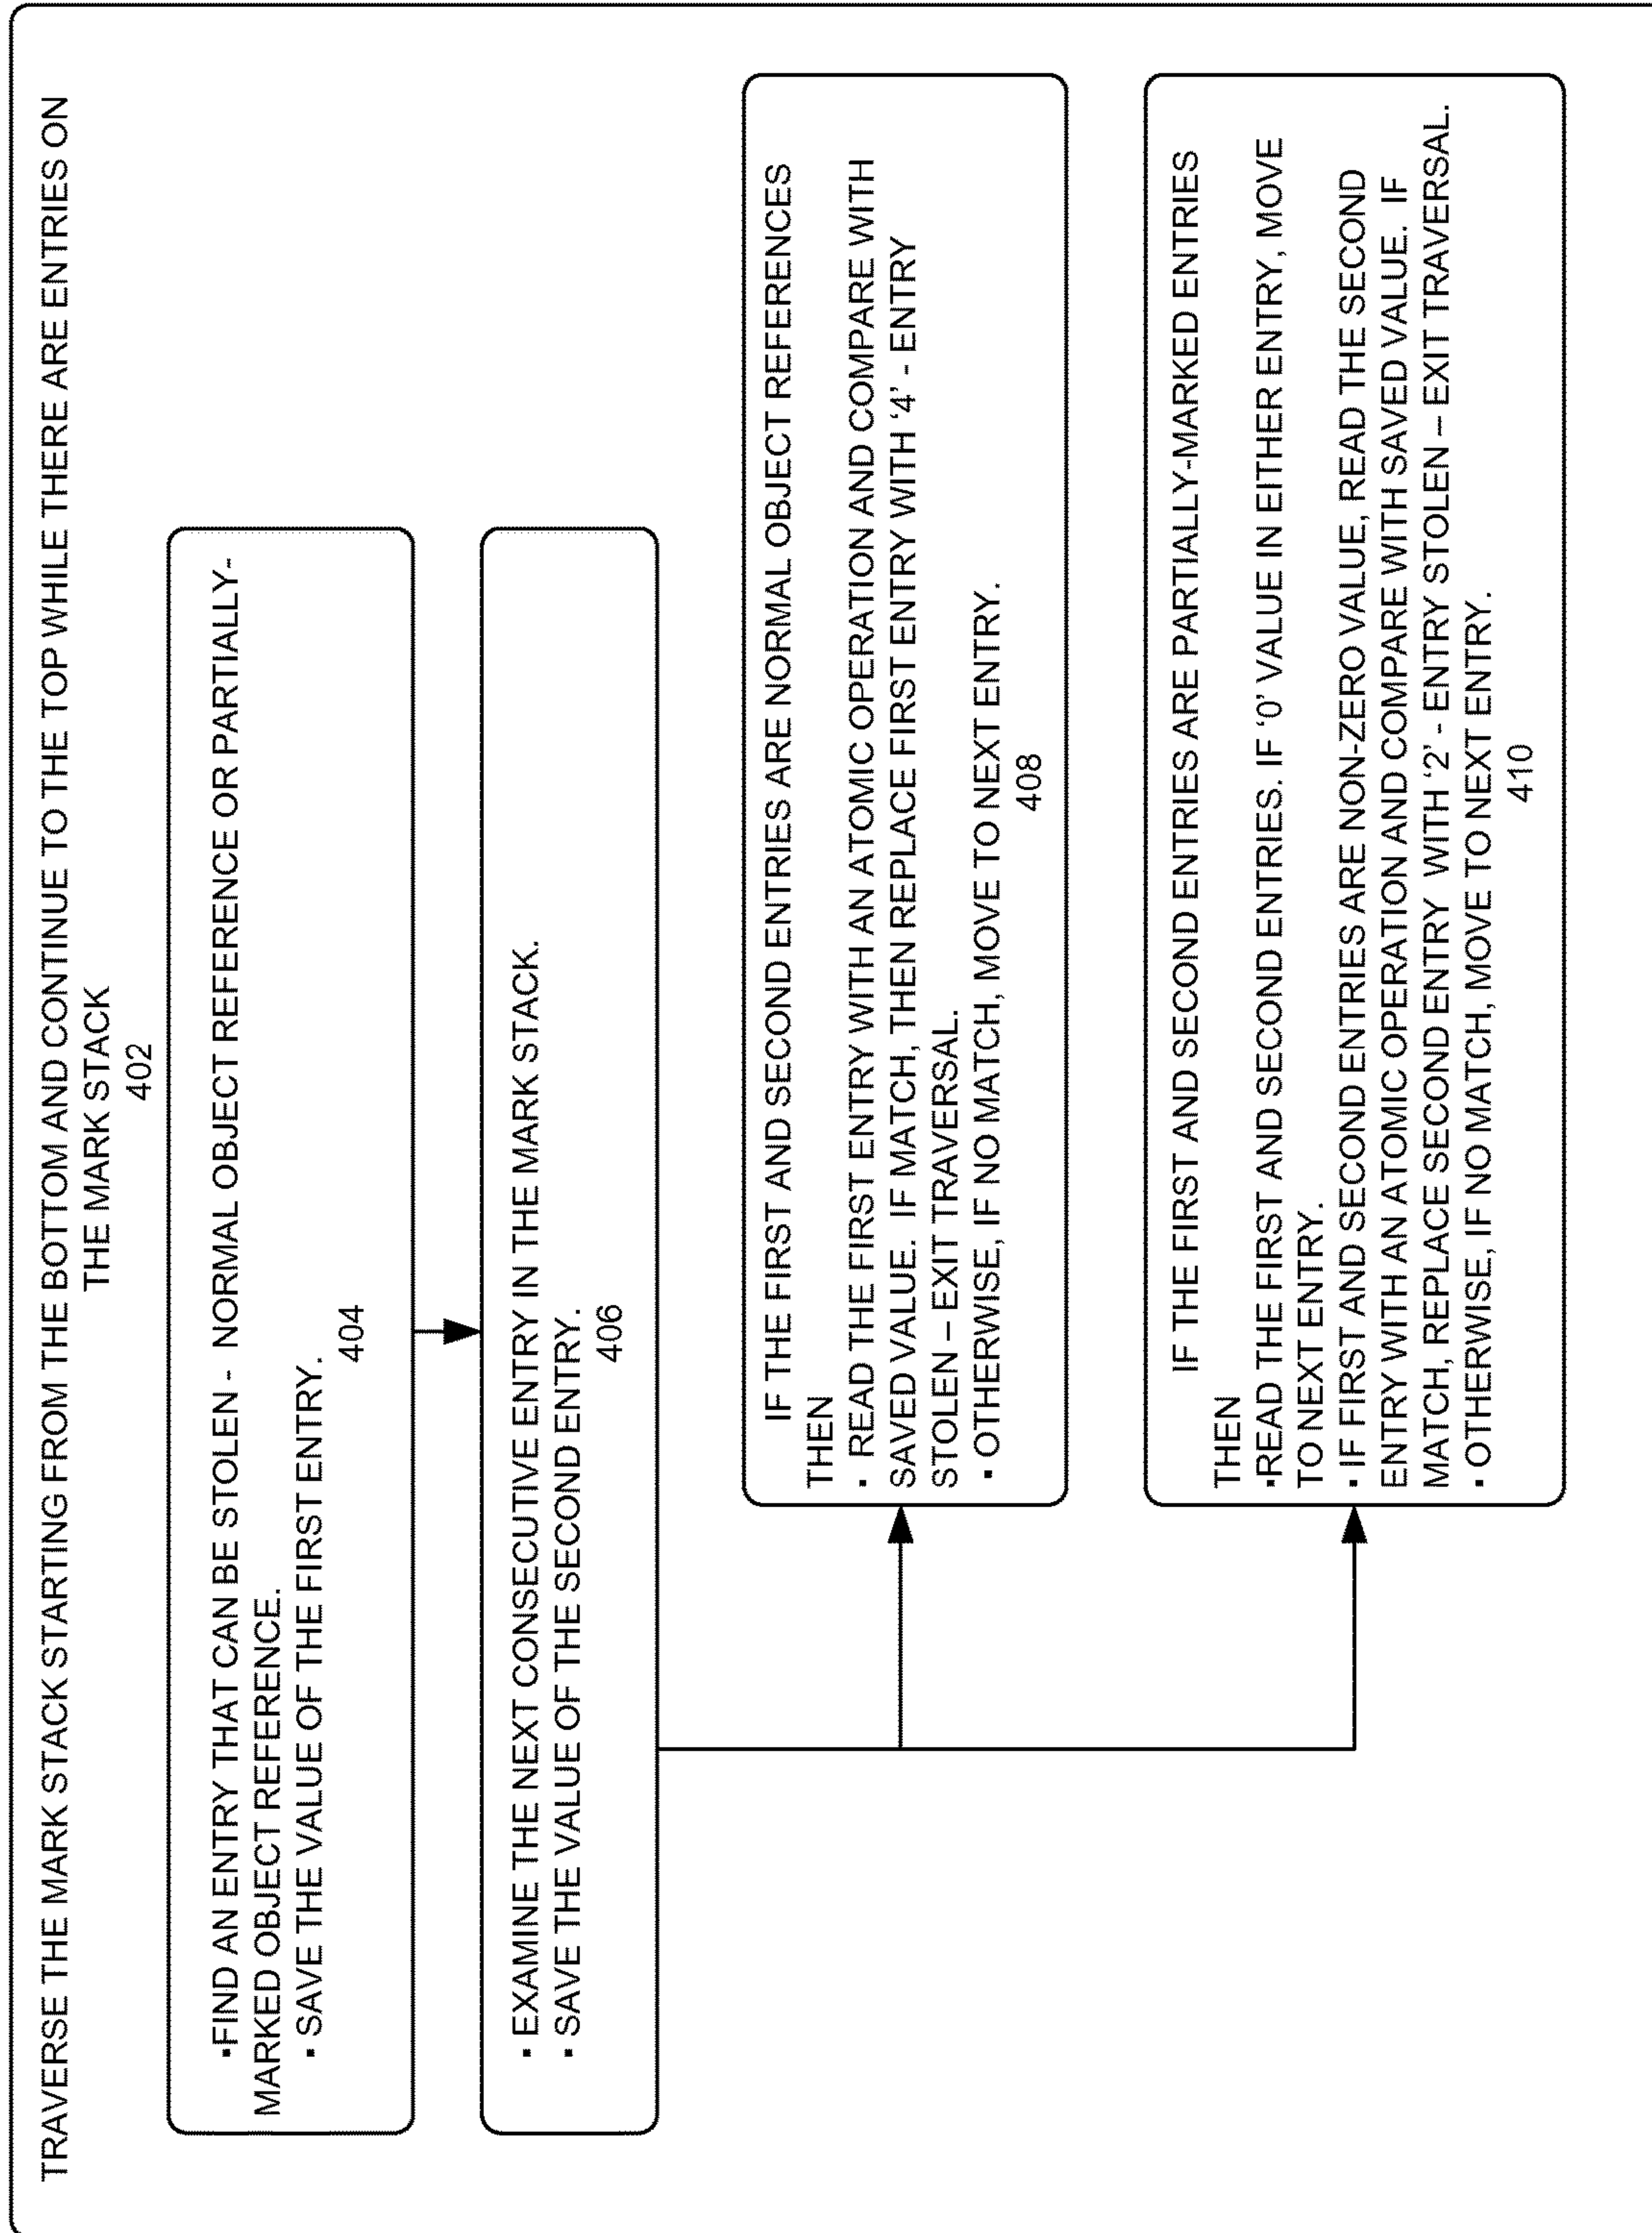 TRAVERSE THE MARK STACK STARTING FROM THE BOTTOM AND CONTINUE TO THE TOP WHILE THERE ARE ENTRIES ON
THE MARK STACK
402
▪FIND AN ENTRY THAT CAN BE STOLEN - NORMAL OBJECT REFERENCE OR PARTIALLY-
MARKED OBJECT REFERENCE.
▪ SAVE THE VALUE OF THE FIRST ENTRY.
404
▪ EXAMINE THE NEXT CONSECUTIVE ENTRY IN THE MARK STACK.
▪ SAVE THE VALUE OF THE SECOND ENTRY.
406
IF THE FIRST AND SECOND ENTRIES ARE NORMAL OBJECT REFERENCES
THEN
▪ READ THE FIRST ENTRY WITH AN ATOMIC OPERATION AND COMPARE WITH
SAVED VALUE. IF MATCH, THEN REPLACE FIRST ENTRY WITH ‘4’ - ENTRY
STOLEN – EXIT TRAVERSAL.
▪ OTHERWISE, IF NO MATCH, MOVE TO NEXT ENTRY.
408
IF THE FIRST AND SECOND ENTRIES ARE PARTIALLY-MARKED ENTRIES
THEN
▪READ THE FIRST AND SECOND ENTRIES. IF ‘0’ VALUE IN EITHER ENTRY, MOVE
TO NEXT ENTRY.
▪ IF FIRST AND SECOND ENTRIES ARE NON-ZERO VALUE, READ THE SECOND
ENTRY WITH AN ATOMIC OPERATION AND COMPARE WITH SAVED VALUE. IF
MATCH, REPLACE SECOND ENTRY WITH ‘2’ - ENTRY STOLEN – EXIT TRAVERSAL.
▪ OTHERWISE, IF NO MATCH, MOVE TO NEXT ENTRY.
410